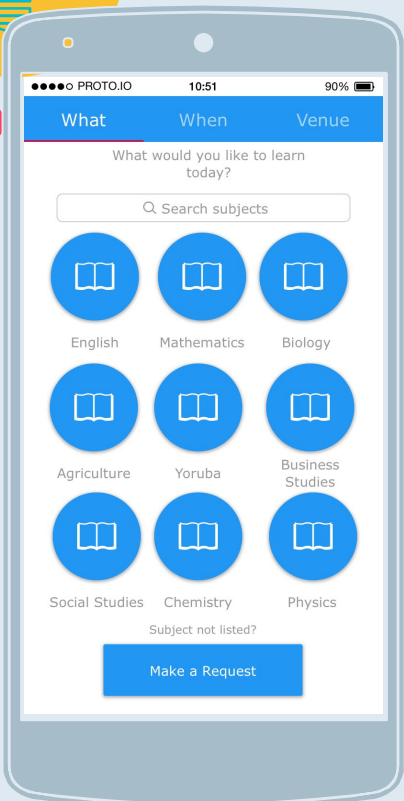 PROTO.IO 10:51 90%
What When Venue
What would you like to learn
today?
Search subjects
English Mathematics Biology
Agriculture Yoruba Business
Studies
Social Studies Chemistry Physics
Subject not listed?
Make a Request